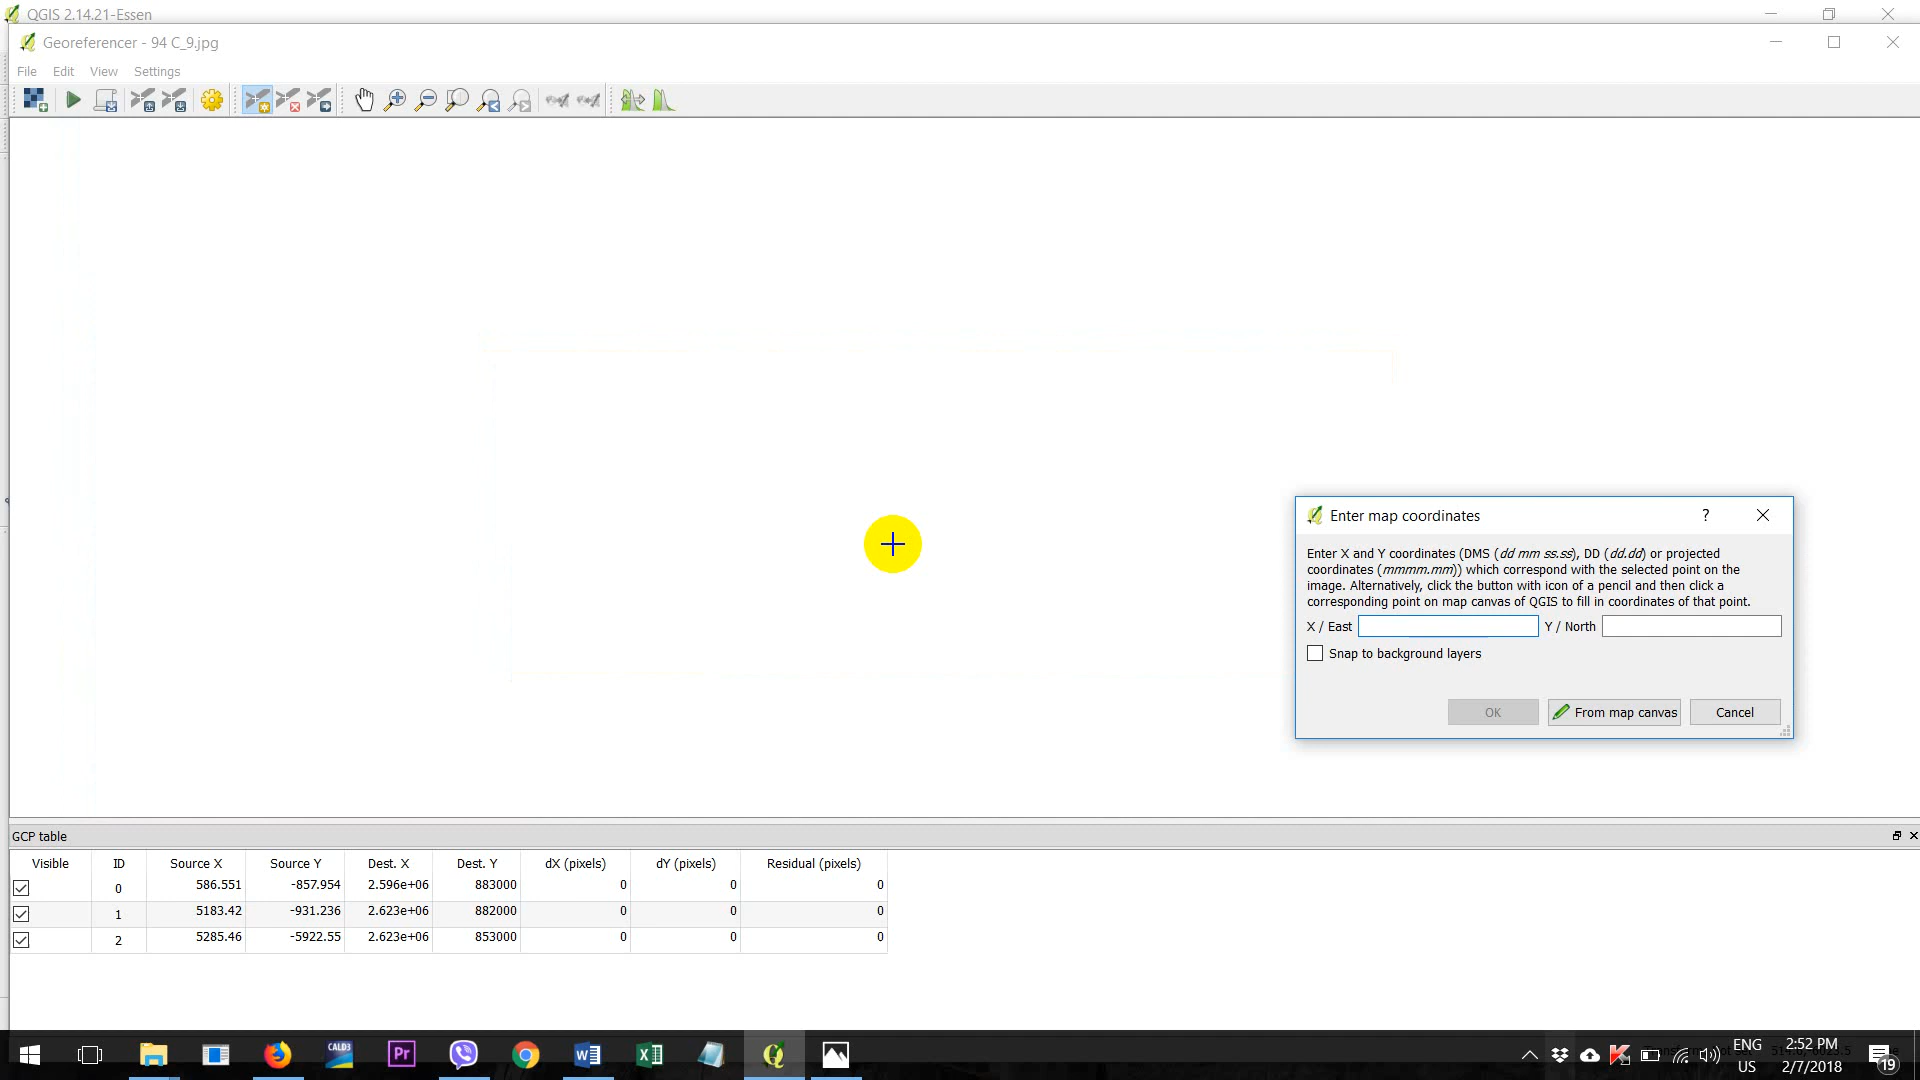 QGIS 2.14.21-Essen
Georeferencer - 94 C_9.jpg
File Edit View Settings
Enter map coordinates
?
Enter X and Y coordinates (DMS (dd mm ss.ss), DD (dd.dd) or projected
coordinates (mmmm.mm)) which correspond with the selected point on the
image. Alternatively, click the button with icon of a pencil and then click a
corresponding point on map canvas of QGIS to fill in coordinates of that point.
X / East Y / North
Snap to background layers
OK From map canvas Cancel
GCP table
Visible ID Source X Source Y Dest. X Dest. Y dX (pixels) dY (pixels) Residual (pixels)
0 586.551 -857.954 2.596e+06 883000 0 0 0
1 5183.42 -931.236 2.623e+06 882000 0 0 0
2 5285.46 -5922.55 2.623e+06 853000 0 0 0
CALD3
Pr
ENG
US
2:52 PM
2/7/2018
19